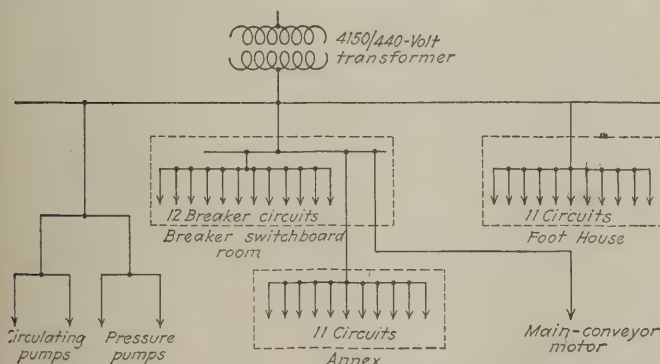 4150/440-Volt
transformer
12 Breaker circuits
Breaker switchboard
room
11 Circuits
Foot House
Circulating
pumps
Pressure
pumps
11 Circuits
Annex
Main-conveyor
motor